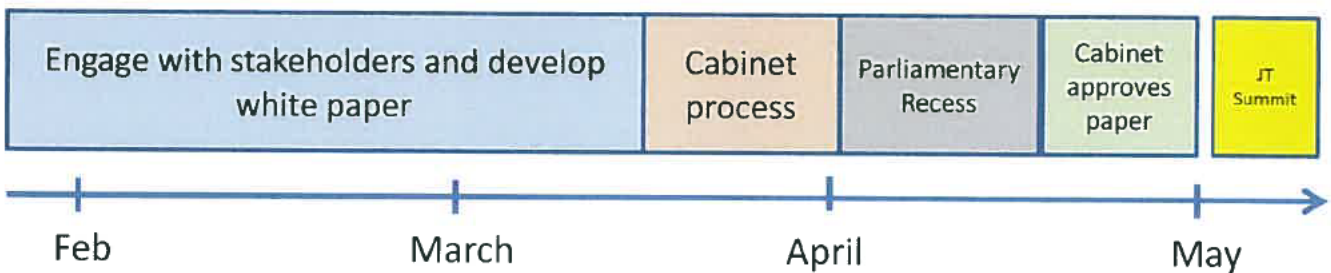 Engage with stakeholders and develop
white paper
Cabinet
process
Parliamentary
Recess
Cabinet
approves
paper
JT
Summit
Feb
March
April
May